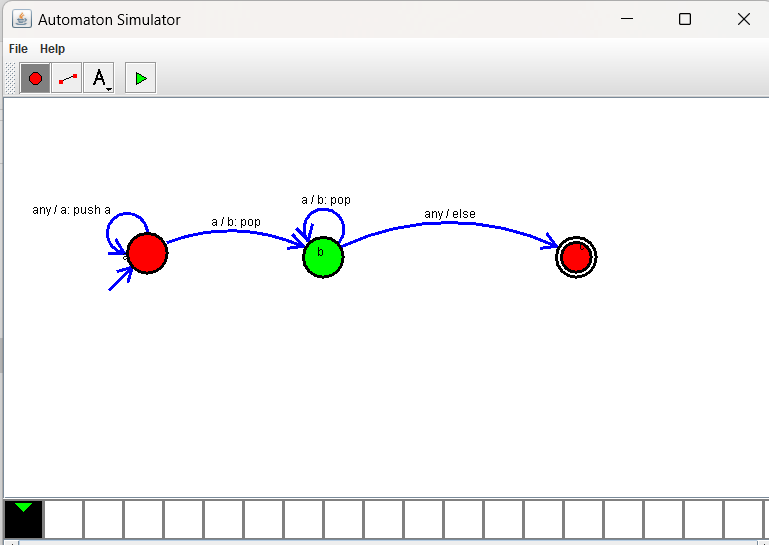 Automaton Simulator
File Help
A
any / a: push a
a / b: pop
a / b: pop
any / else
b